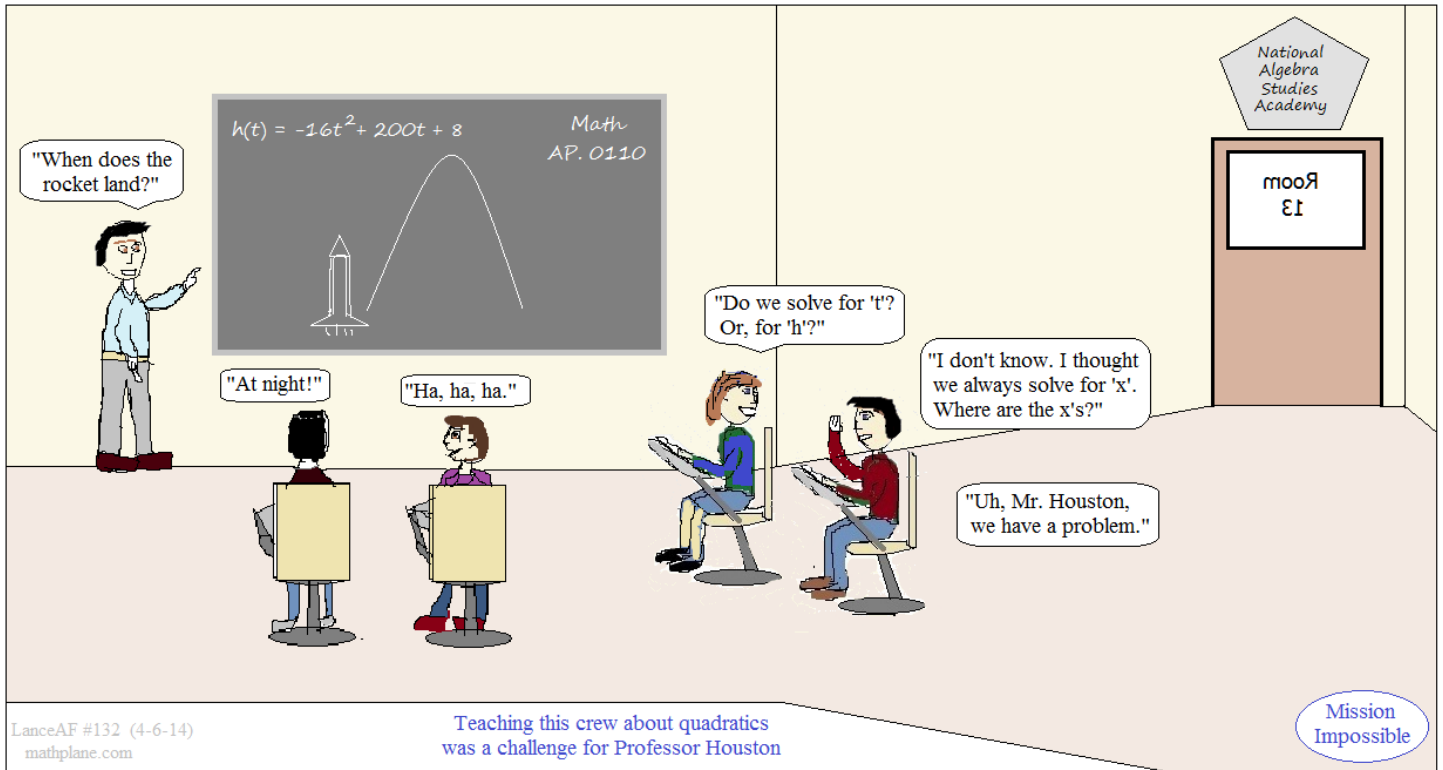 National
Algebra
Studies
Academy
h(t) = -16t²+ 200t + 8
Math
AP. 0110
"When does the
rocket land?"
Room
13
"Do we solve for 't'?
Or, for 'h'?"
"I don't know. I thought
we always solve for 'x'.
Where are the x's?"
"At night!"
"Ha, ha, ha."
"Uh, Mr. Houston,
we have a problem."
LanceAF #132 (4-6-14)
mathplane.com
Teaching this crew about quadratics
was a challenge for Professor Houston
Mission
Impossible